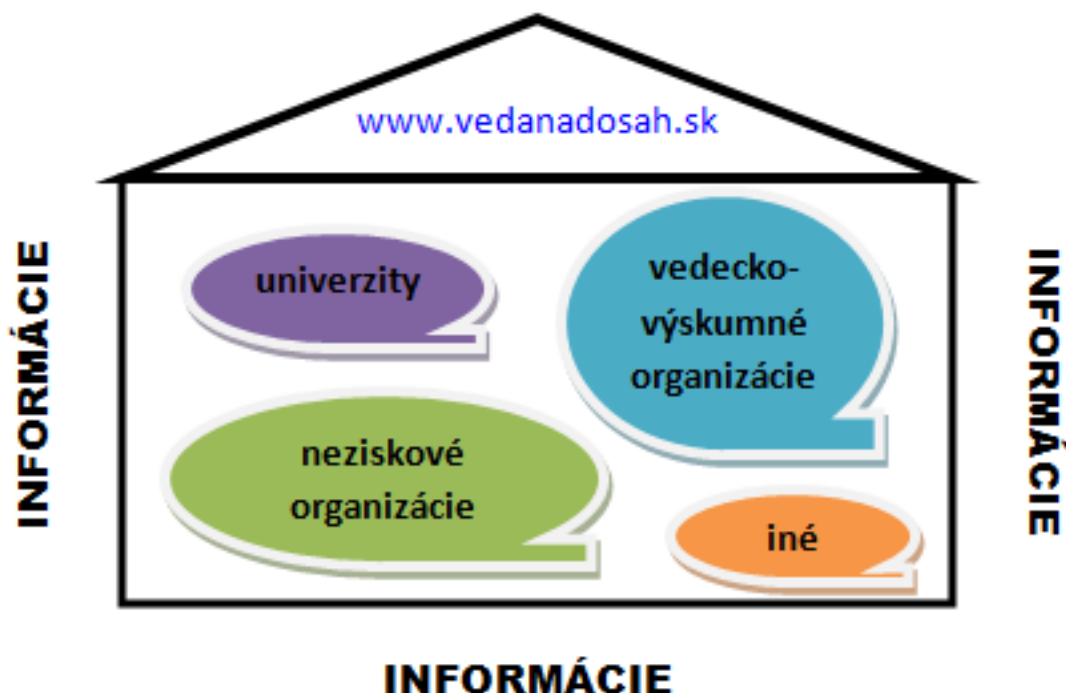 www.vedanadosah.sk
INFORMÁCIE
univerzity
vedecko-
výskumné
organizácie
neziskové
organizácie
iné
INFORMÁCIE
INFORMÁCIE